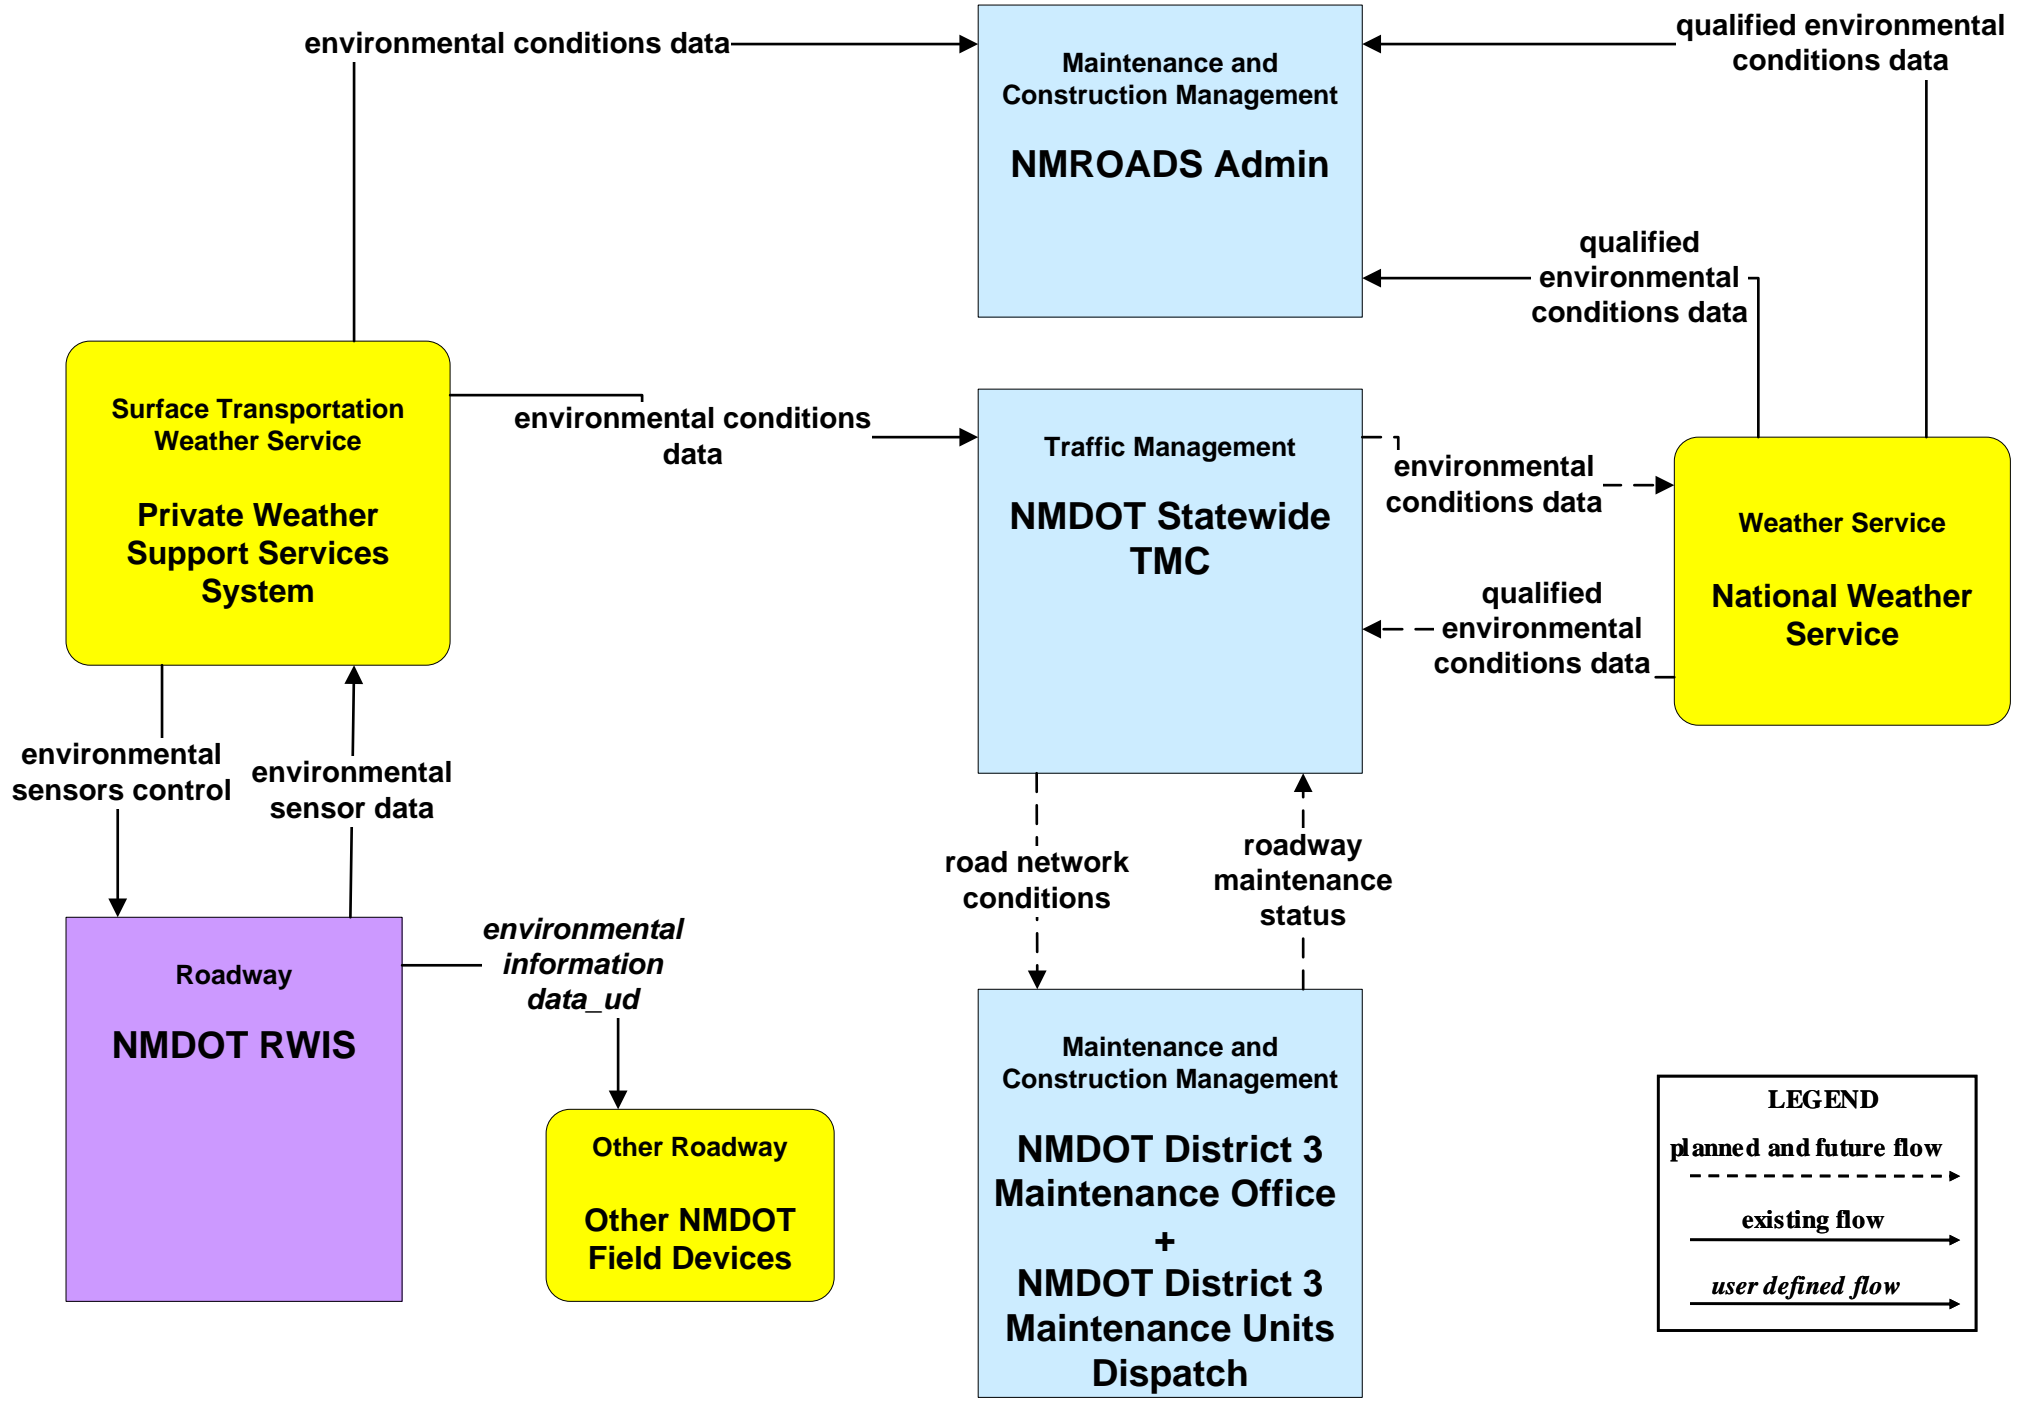 environmental conditions data
qualified environmental
conditions data
Maintenance and
Construction Management
NMROADS Admin
qualified
environmental
conditions data
Surface Transportation
Weather Service
Private Weather
Support Services
System
environmental conditions
data
Traffic Management
NMDOT Statewide
TMC
environmental
conditions data
Weather Service
National Weather
Service
qualified
environmental
conditions data
environmental
sensors control
environmental
sensor data
road network
conditions
roadway
maintenance
status
Roadway
NMDOT RWIS
environmental
information
data_ud
Other Roadway
Other NMDOT
Field Devices
Maintenance and
Construction Management
NMDOT District 3
Maintenance Office
+
NMDOT District 3
Maintenance Units
Dispatch
LEGEND
planned and future flow
existing flow
user defined flow